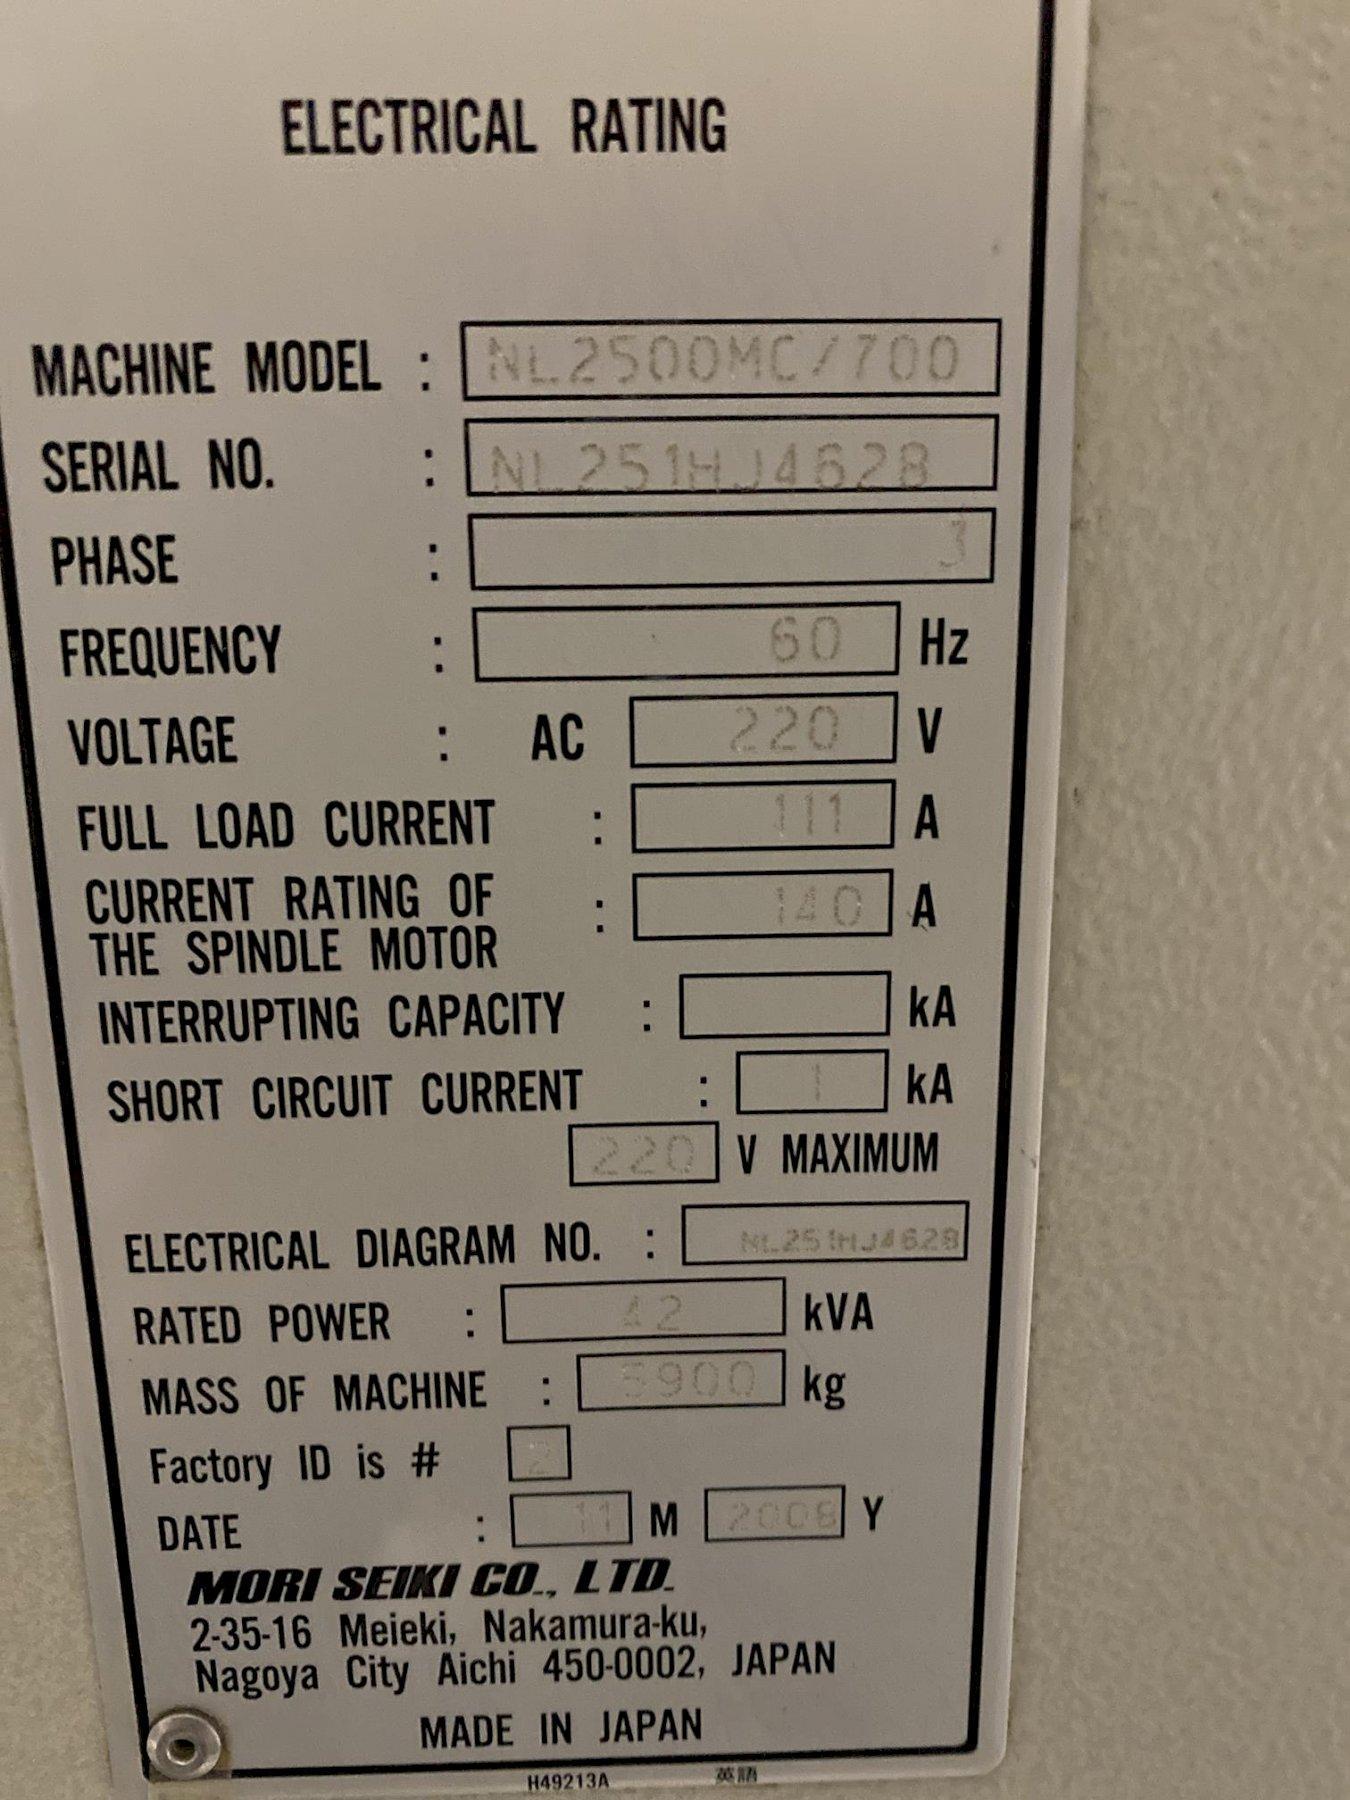 ELECTRICAL RATING
MACHINE MODEL : NL2500MC/700
SERIAL NO. : NL251HJ4628
PHASE : 3
FREQUENCY : 60 Hz
VOLTAGE : AC 220 V
FULL LOAD CURRENT : 111 A
CURRENT RATING OF
THE SPINDLE MOTOR : 140 A
INTERRUPTING CAPACITY : kA
SHORT CIRCUIT CURRENT : 1 kA
220 V MAXIMUM
ELECTRICAL DIAGRAM NO. : NL251HJ4628
RATED POWER : 42 kVA
MASS OF MACHINE : 5900 kg
Factory ID is # 2
DATE : 11 M 2008 Y
MORI SEIKI CO., LTD.
2-35-16 Meieki, Nakamura-ku,
Nagoya City Aichi 450-0002, JAPAN
MADE IN JAPAN
H49213A 英語